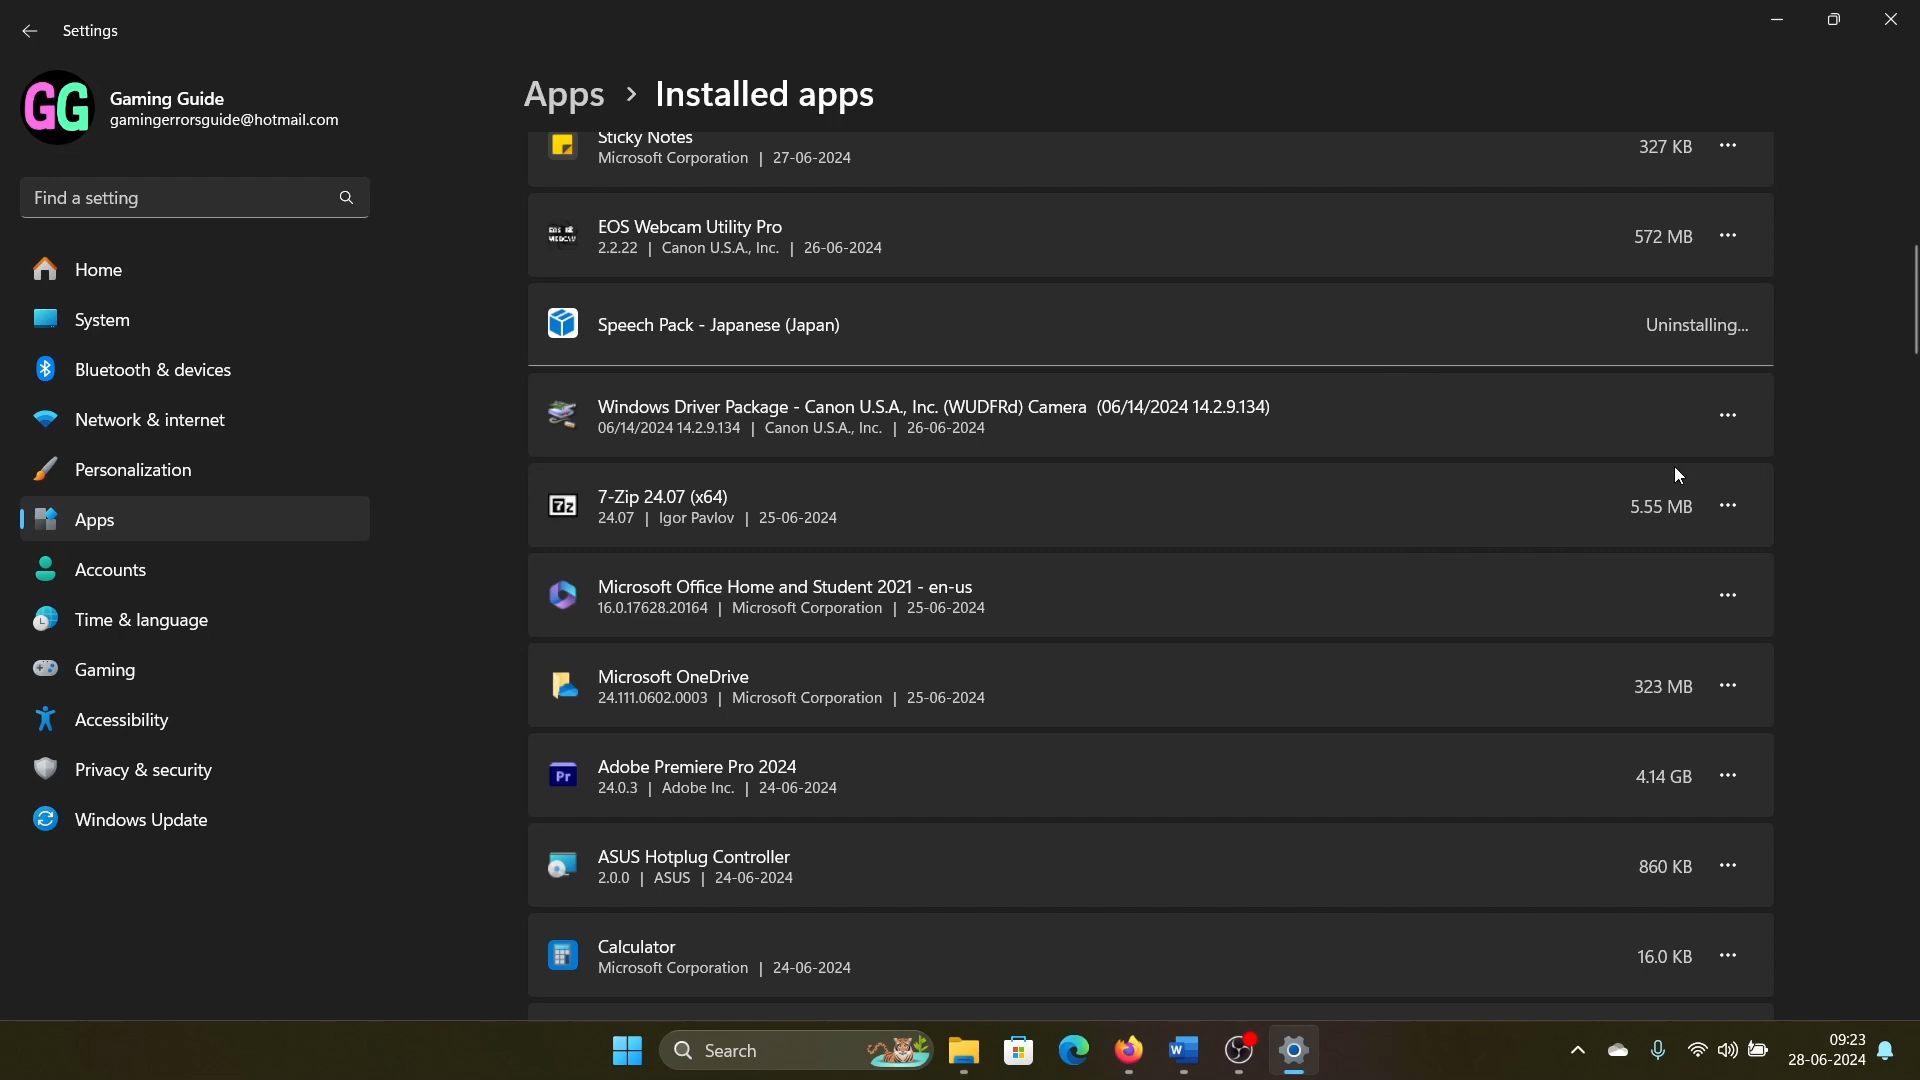 Settings
GG
Gaming Guide
gamingerrorsguide@hotmail.com
Find a setting
Home
System
Bluetooth & devices
Network & internet
Personalization
Apps
Accounts
Time & language
Gaming
Accessibility
Privacy & security
Windows Update
Apps > Installed apps
Sticky Notes
Microsoft Corporation | 27-06-2024
327 KB
EOS Webcam Utility Pro
2.2.22 | Canon U.S.A., Inc. | 26-06-2024
572 MB
Speech Pack - Japanese (Japan)
Uninstalling...
Windows Driver Package - Canon U.S.A., Inc. (WUDFRd) Camera (06/14/2024 14.2.9.134)
06/14/2024 14.2.9.134 | Canon U.S.A., Inc. | 26-06-2024
7z
7-Zip 24.07 (x64)
24.07 | Igor Pavlov | 25-06-2024
5.55 MB
Microsoft Office Home and Student 2021 - en-us
16.0.17628.20164 | Microsoft Corporation | 25-06-2024
Microsoft OneDrive
24.111.0602.0003 | Microsoft Corporation | 25-06-2024
323 MB
Pr
Adobe Premiere Pro 2024
24.0.3 | Adobe Inc. | 24-06-2024
4.14 GB
ASUS Hotplug Controller
2.0.0 | ASUS | 24-06-2024
860 KB
Calculator
Microsoft Corporation | 24-06-2024
16.0 KB
Search
W
09:23
28-06-2024